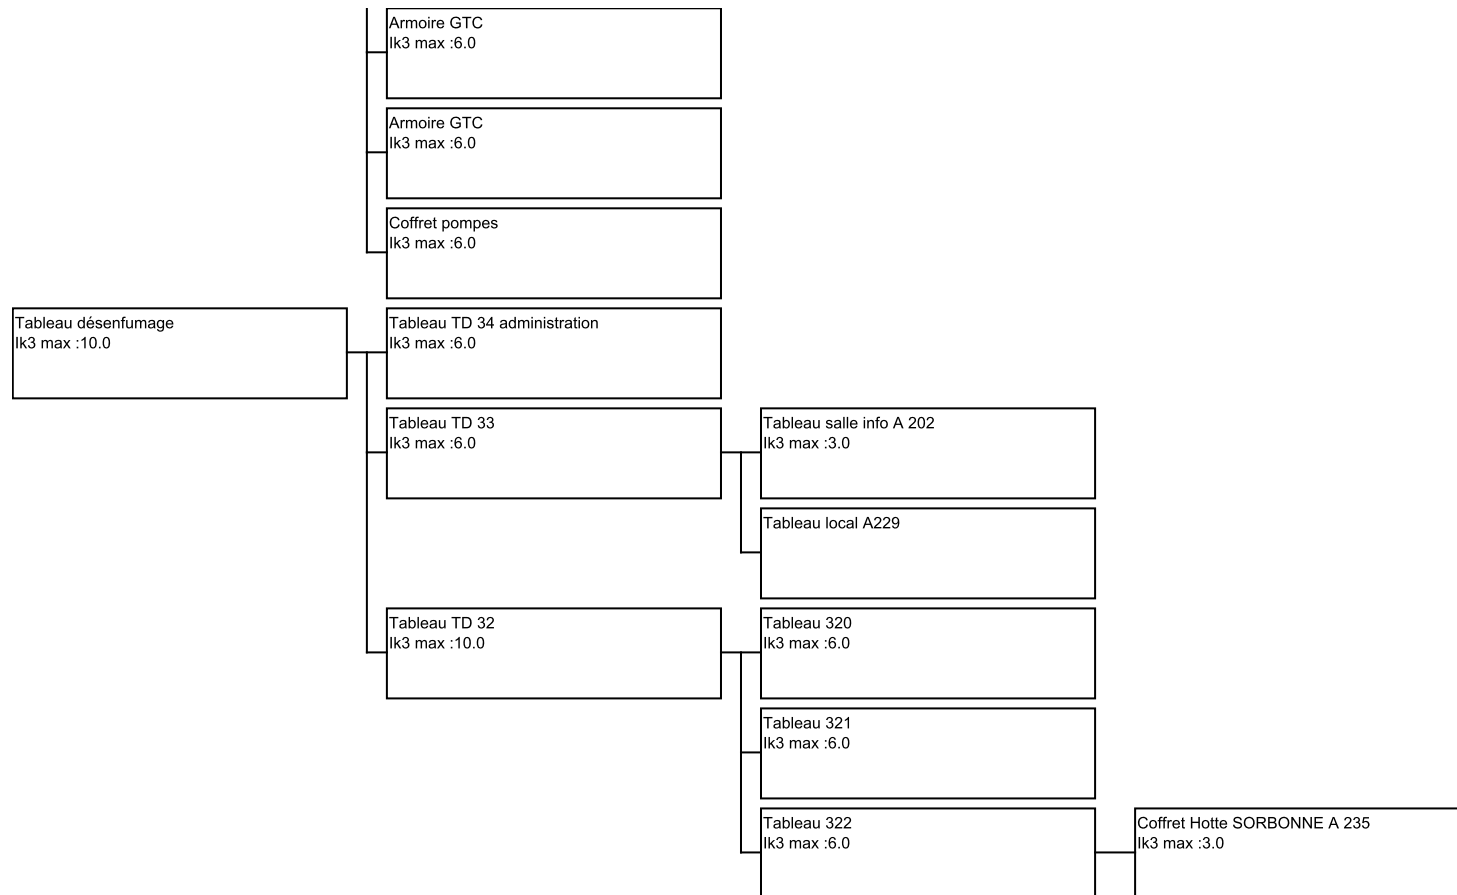 Armoire GTC
Ik3 max :6.0
Armoire GTC
Ik3 max :6.0
Coffret pompes
Ik3 max :6.0
Tableau désenfumage
Ik3 max :10.0
Tableau TD 34 administration
Ik3 max :6.0
Tableau TD 33
Ik3 max :6.0
Tableau salle info A 202
Ik3 max :3.0
Tableau local A229
Tableau TD 32
Ik3 max :10.0
Tableau 320
Ik3 max :6.0
Tableau 321
Ik3 max :6.0
Tableau 322
Ik3 max :6.0
Coffret Hotte SORBONNE A 235
Ik3 max :3.0